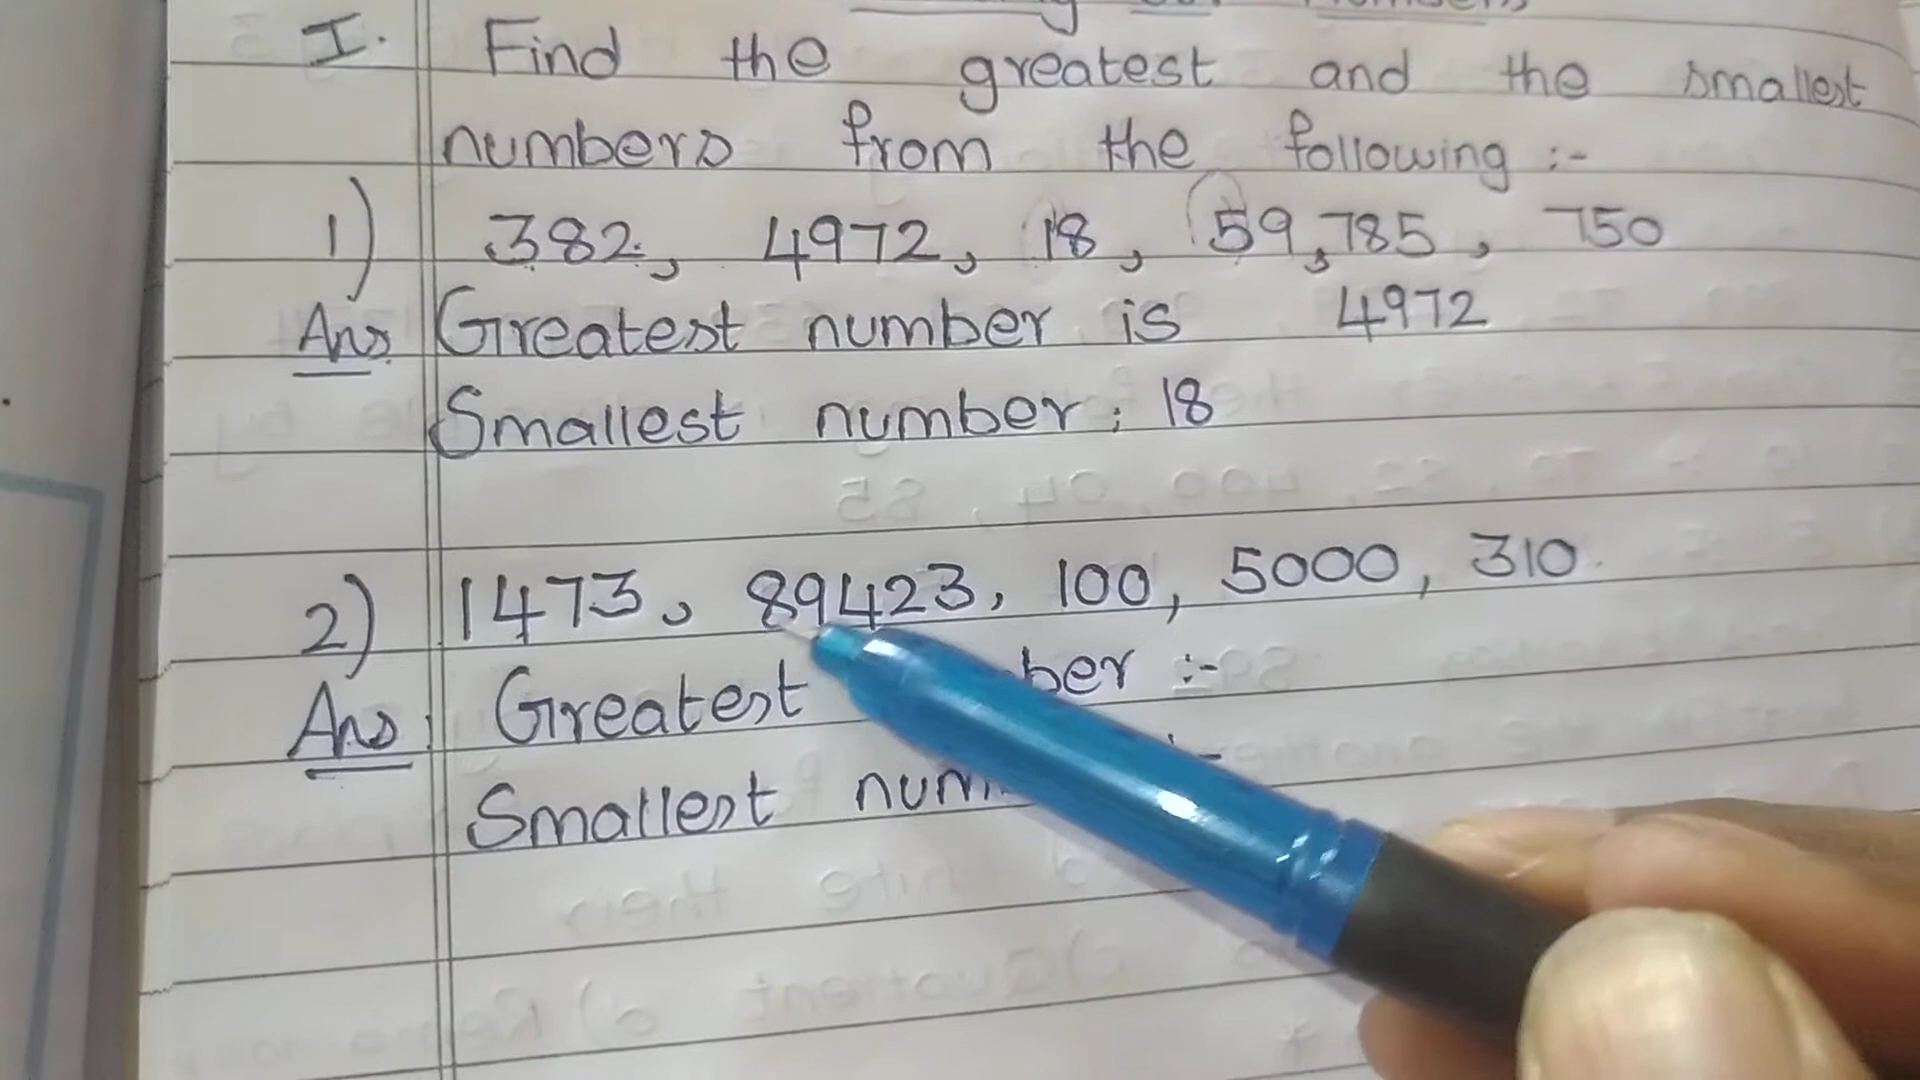 I. Find the greatest and the smallest
numbers from the following :-
1) 382, 4972, 18, 59,785, 750
Ans Greatest number is 4972
Smallest number : 18
2) 1473, 89423, 100, 5000, 310
Ans: Greatest ber :-
Smallest num :-